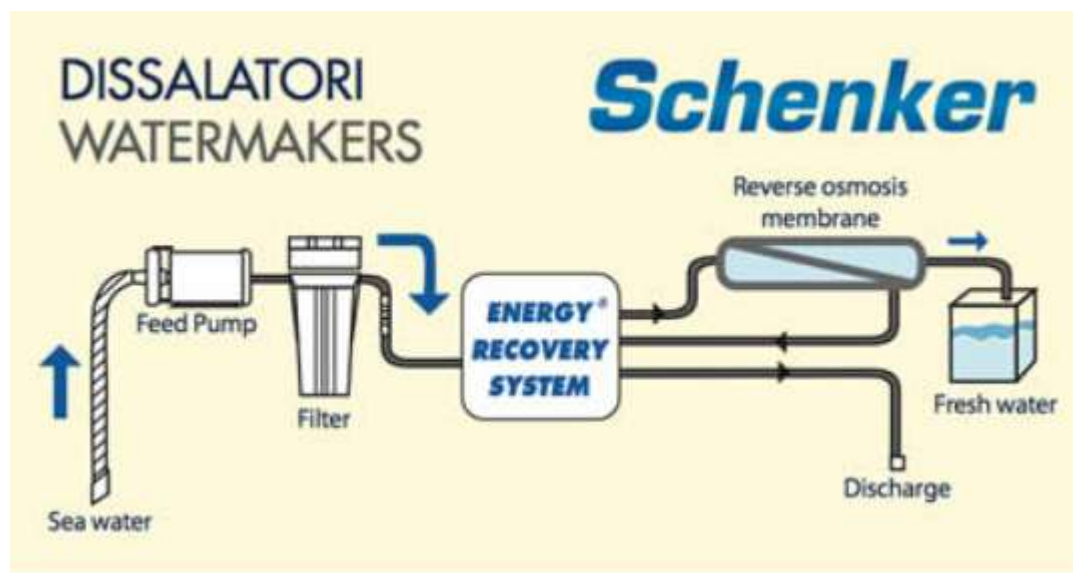 DISSALATORI
WATERMAKERS
Schenker
Reverse osmosis
membrane
Feed Pump
Filter
ENERGY®
RECOVERY
SYSTEM
Fresh water
Discharge
Sea water